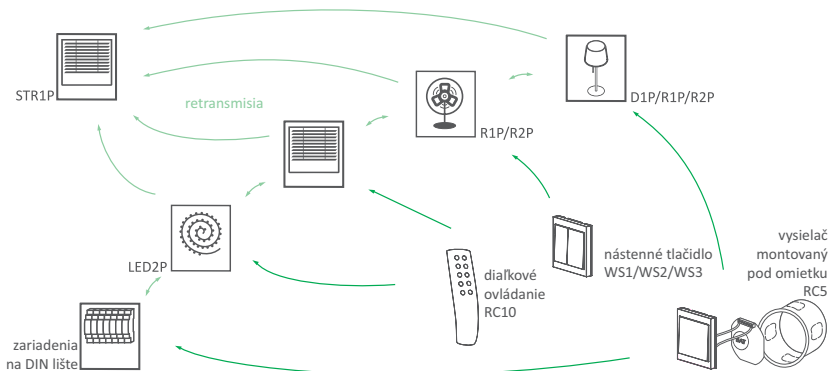 STR1P
retransmisia
R1P/R2P
D1P/R1P/R2P
LED2P
zariadenia
na DIN lište
diaľkové
ovládanie
RC10
nástenné tlačidlo
WS1/WS2/WS3
vysielač
montovaný
pod omietku
RC5